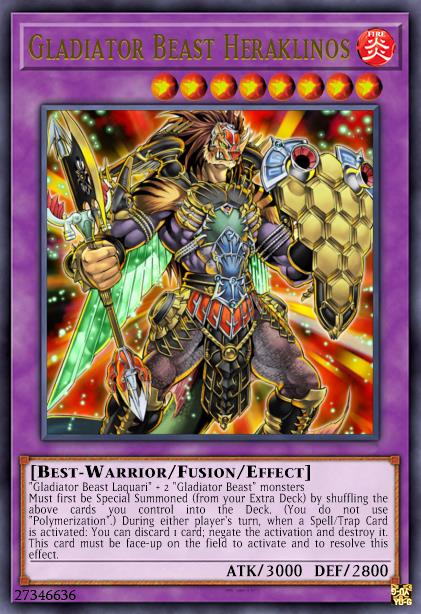 Gladiator Beast Heraklinos
FIRE
炎
[Best-Warrior/Fusion/Effect]
"Gladiator Beast Laquari" + 2 "Gladiator Beast" monsters
Must first be Special Summoned (from your Extra Deck) by shuffling the
above cards you control into the Deck. (You do not use
"Polymerization".) During either player's turn, when a Spell/Trap Card
is activated: You can discard 1 card; negate the activation and destroy it.
This card must be face-up on the field to activate and to resolve this
effect.
ATK/3000 DEF/2800
27346636